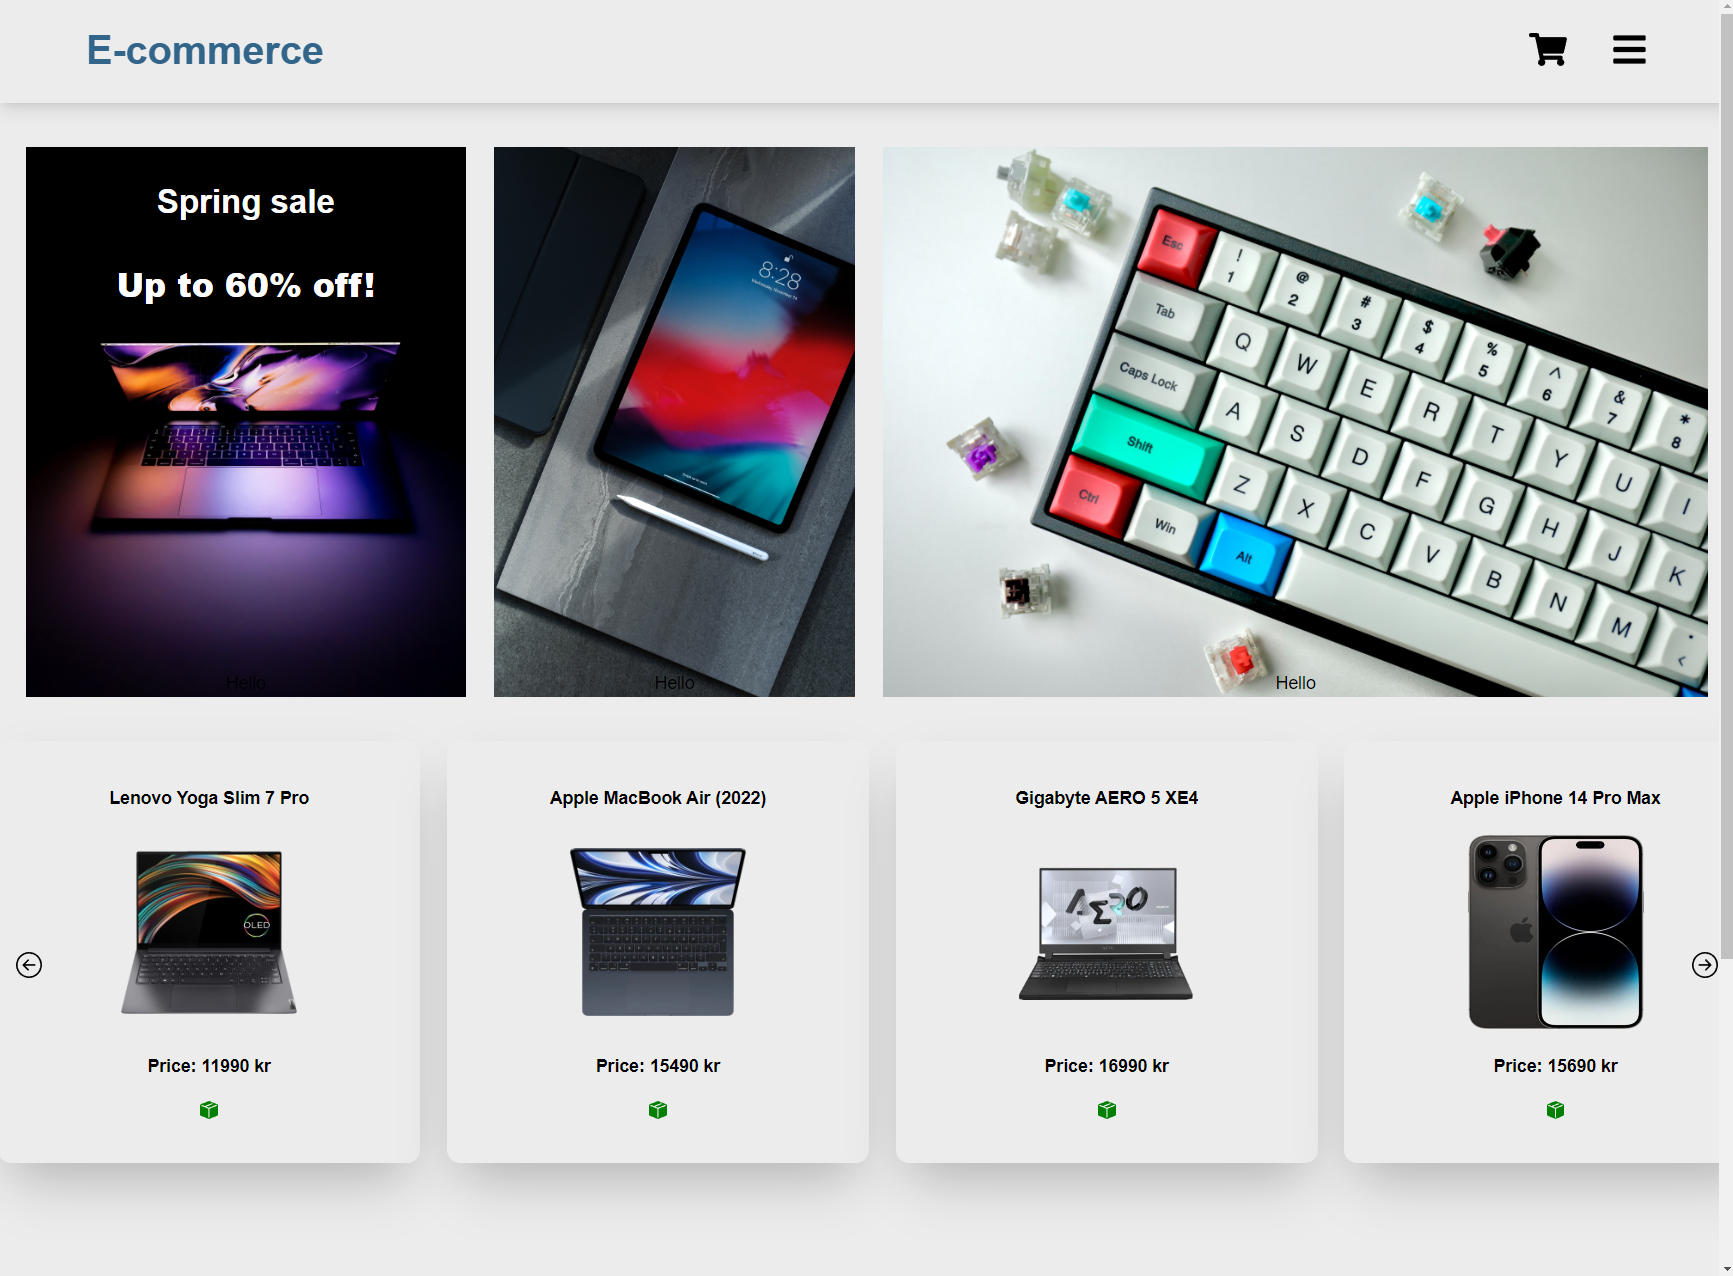 E-commerce
Spring sale
Up to 60% off!
Hello
8:28
Hello
Esc
! 1
@ 2
# 3
$ 4
% 5
^ 6
& 7
* 8
Tab
Q W E R T Y U I
Caps Lock
A S D F G H J K
Shift
Z X C V B N M
Ctrl
Win
Alt
Hello
Lenovo Yoga Slim 7 Pro
OLED
Price: 11990 kr
Apple MacBook Air (2022)
Price: 15490 kr
Gigabyte AERO 5 XE4
AERO
Price: 16990 kr
Apple iPhone 14 Pro Max
Price: 15690 kr